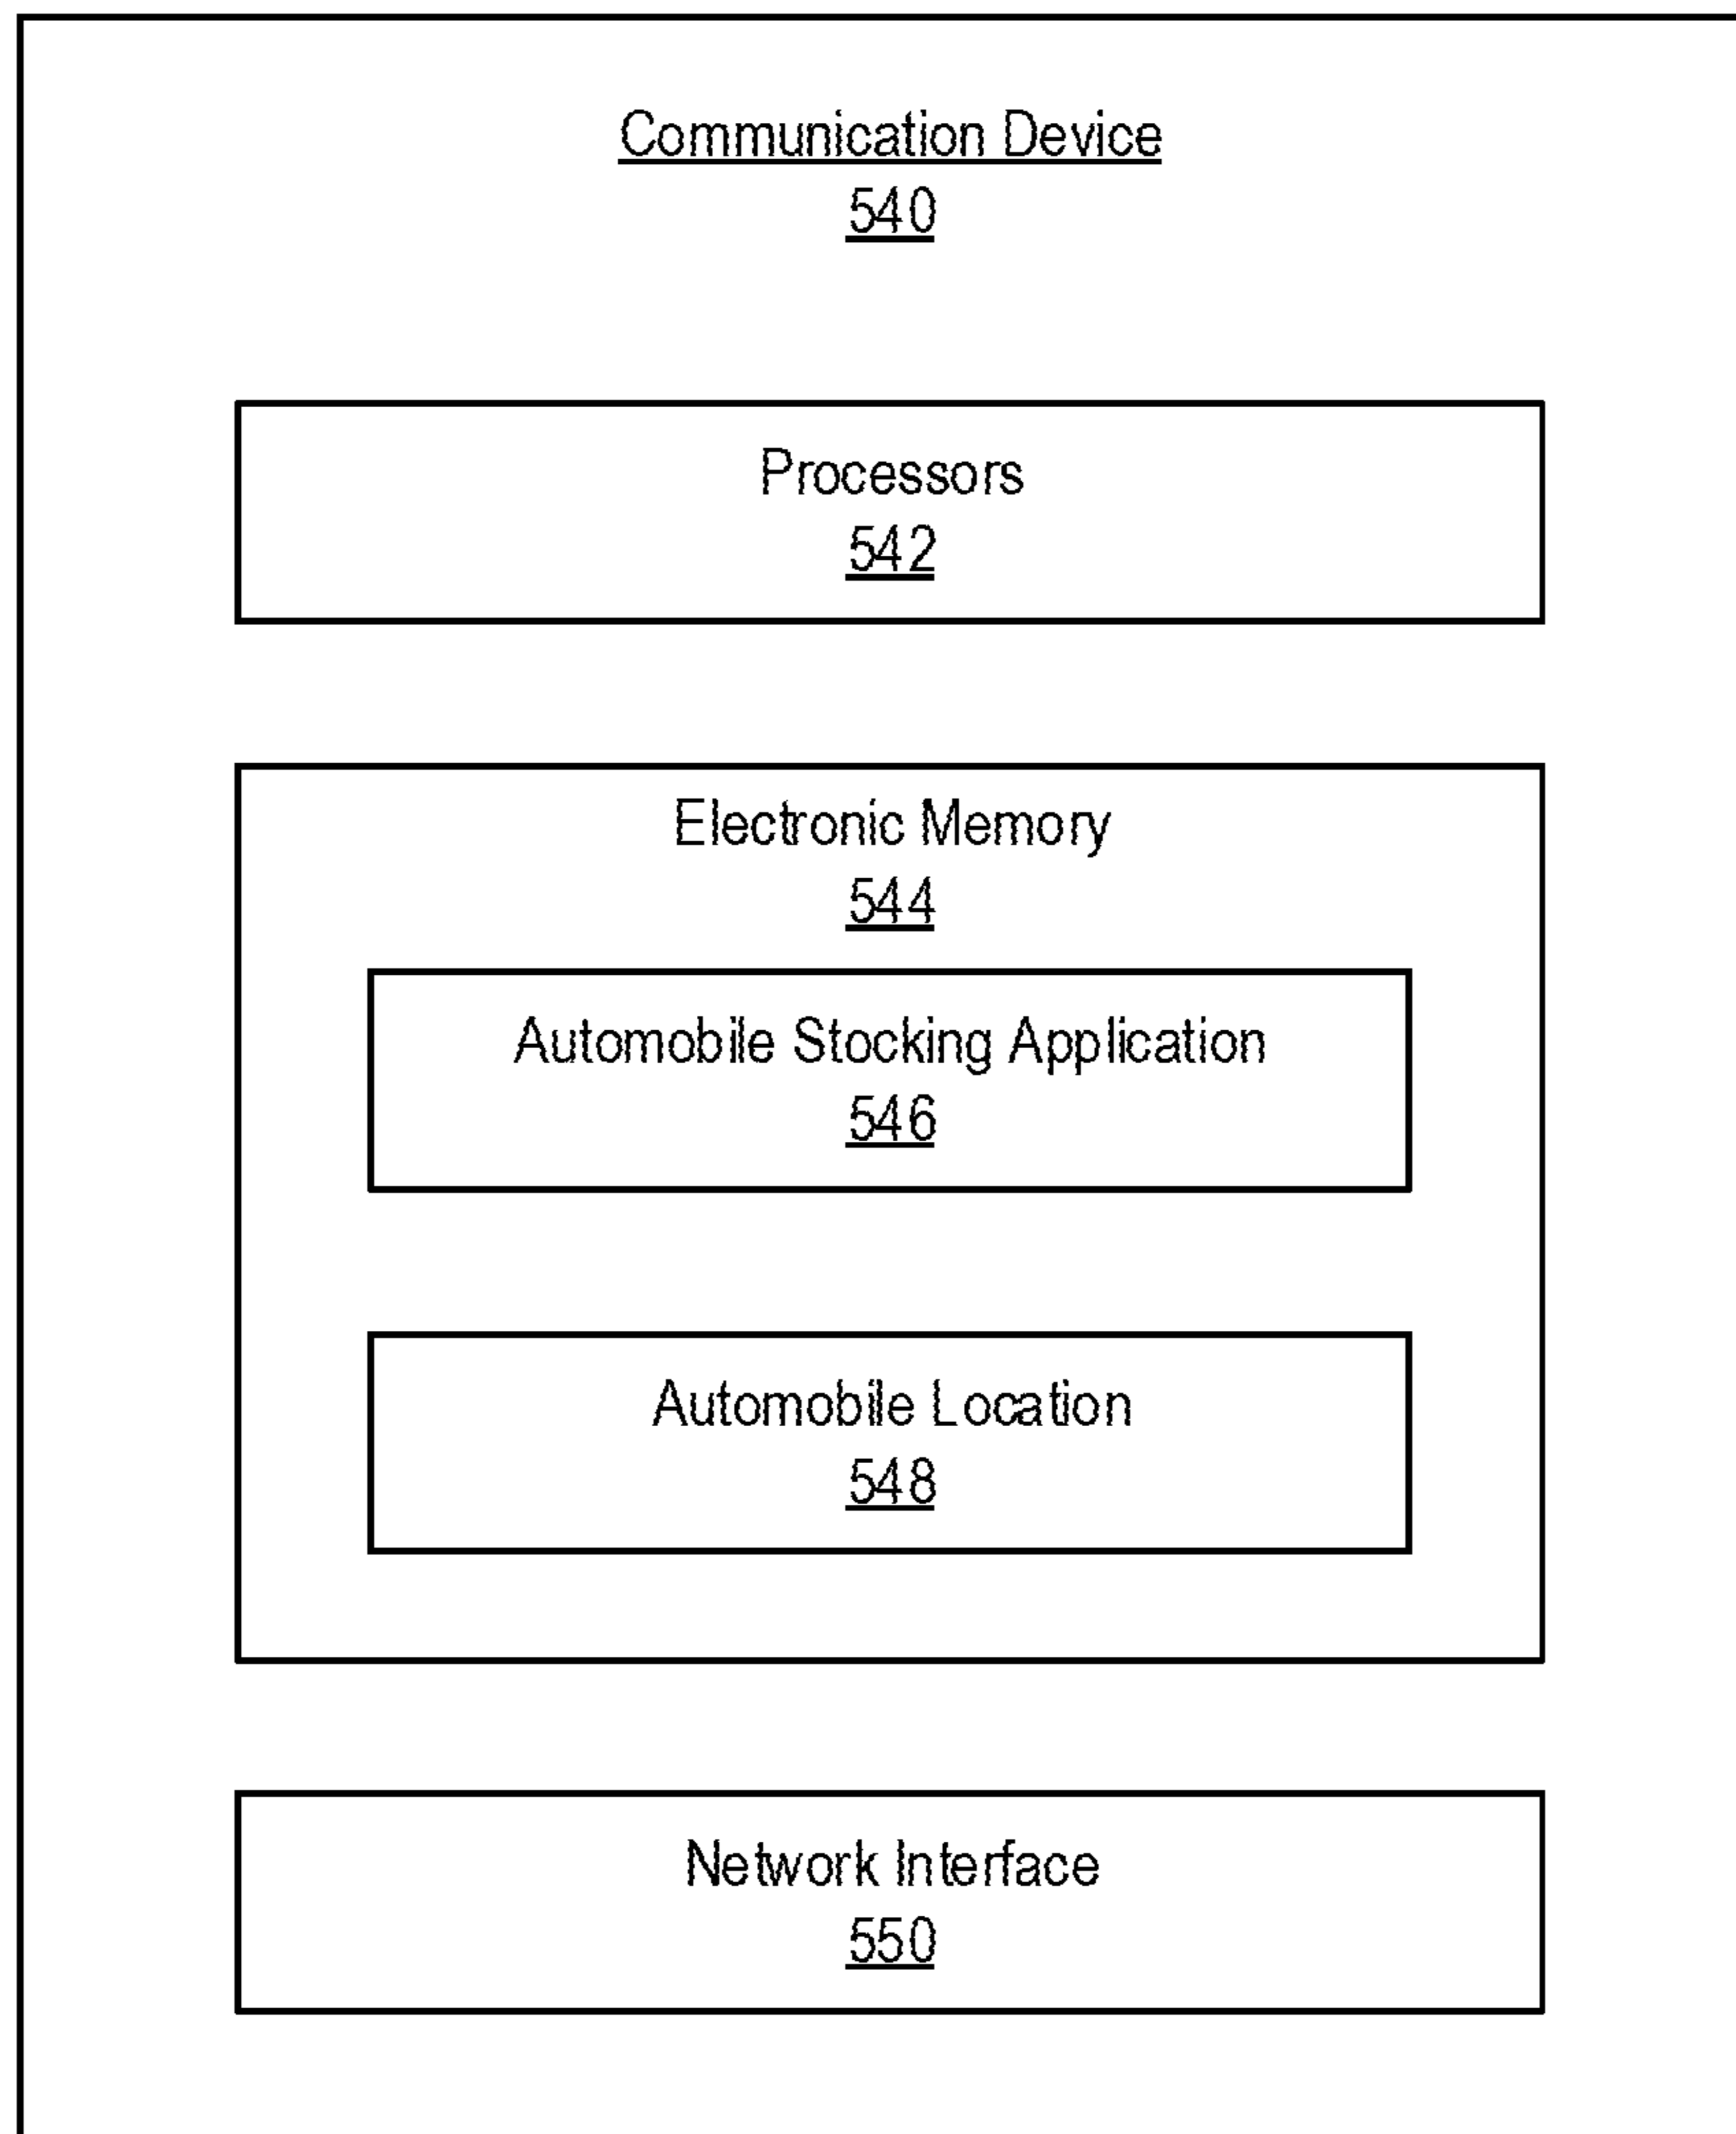 Communication Device
540
Processors
542
Electronic Memory
544
Automobile Stocking Application
546
Automobile Location
548
Network Interface
550